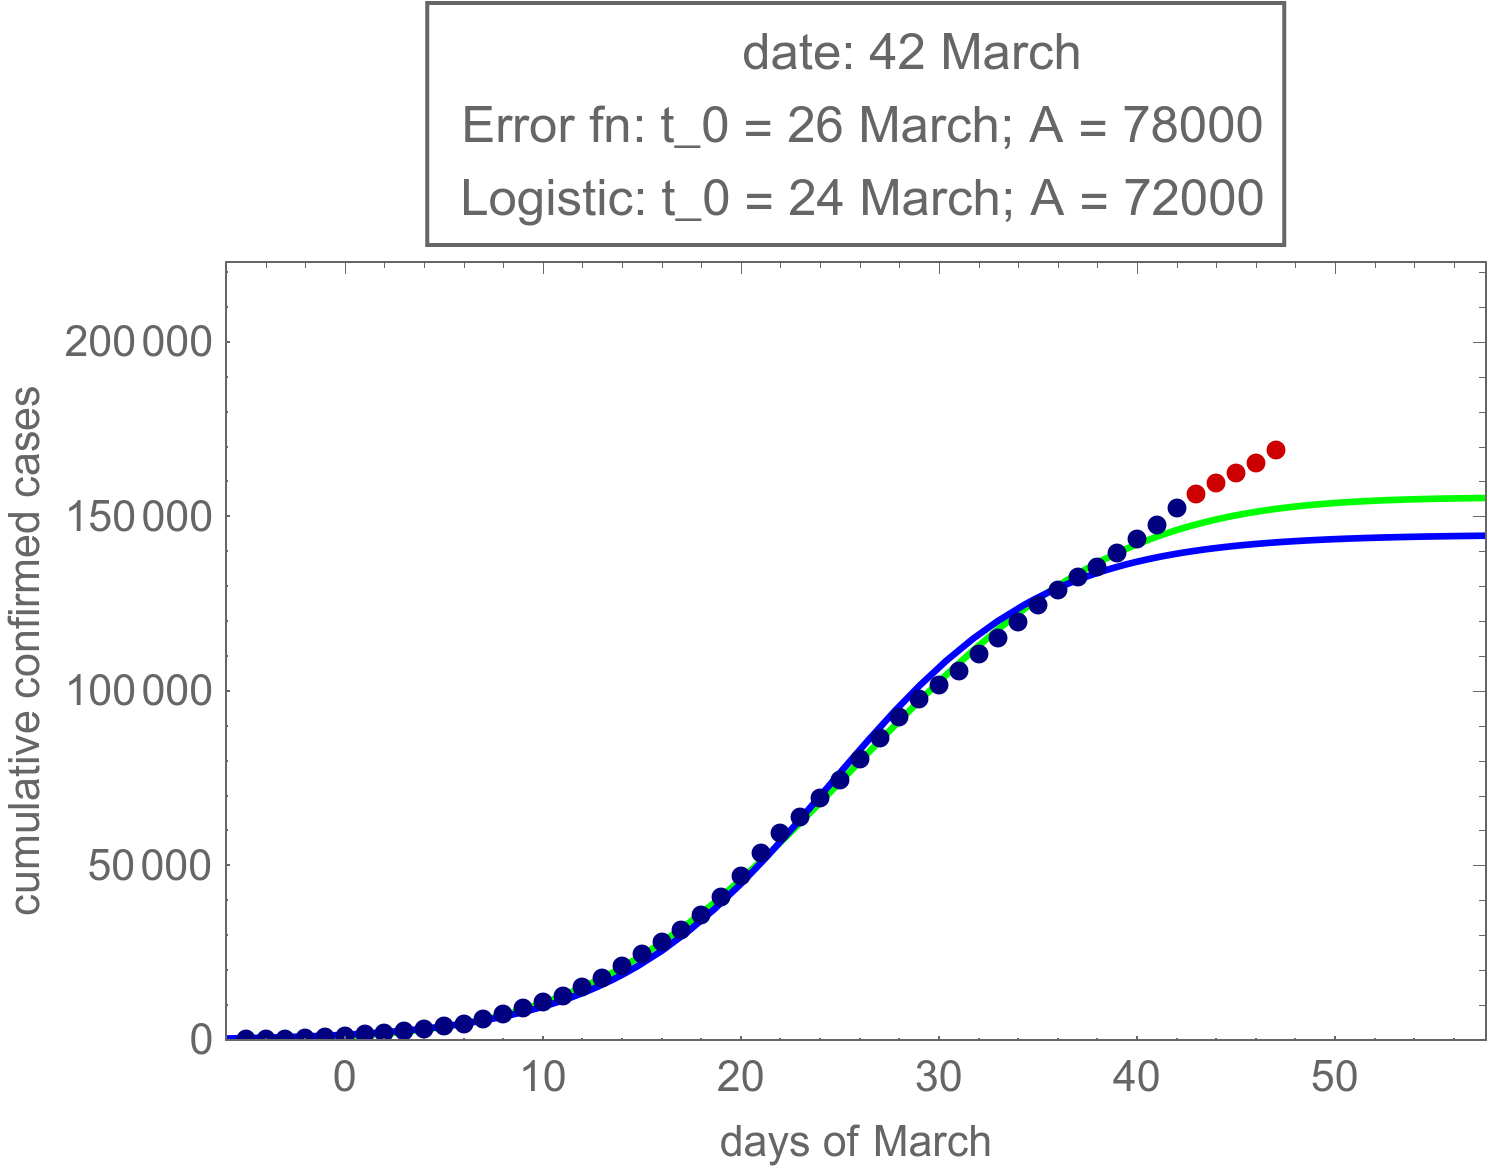 date: 42 March
Error fn: t_0 = 26 March; A = 78000
Logistic: t_0 = 24 March; A = 72000
200 000
150 000
100 000
50 000
0
cumulative confirmed cases
0 10 20 30 40 50
days of March